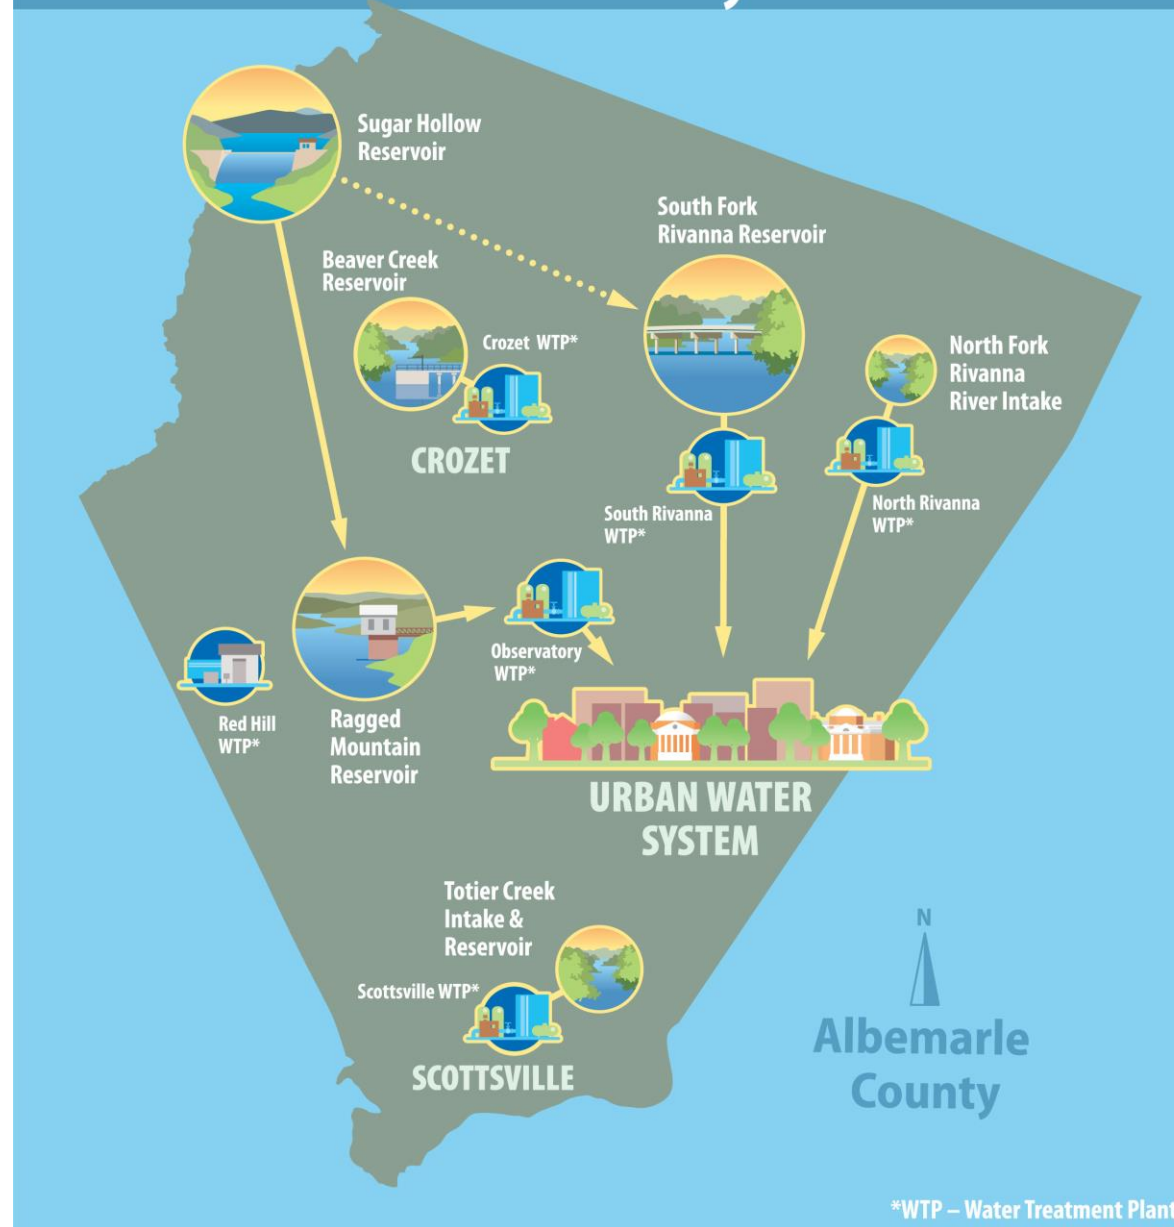 Sugar Hollow
Reservoir
South Fork
Rivanna Reservoir
Beaver Creek
Reservoir
Crozet WTP*
North Fork
Rivanna
River Intake
CROZET
South Rivanna
WTP*
North Rivanna
WTP*
Observatory
WTP*
Red Hill
WTP*
Ragged
Mountain
Reservoir
URBAN WATER
SYSTEM
Totier Creek
Intake &
Reservoir
Scottsville WTP*
SCOTTSVILLE
N
Albemarle
County
*WTP – Water Treatment Plant